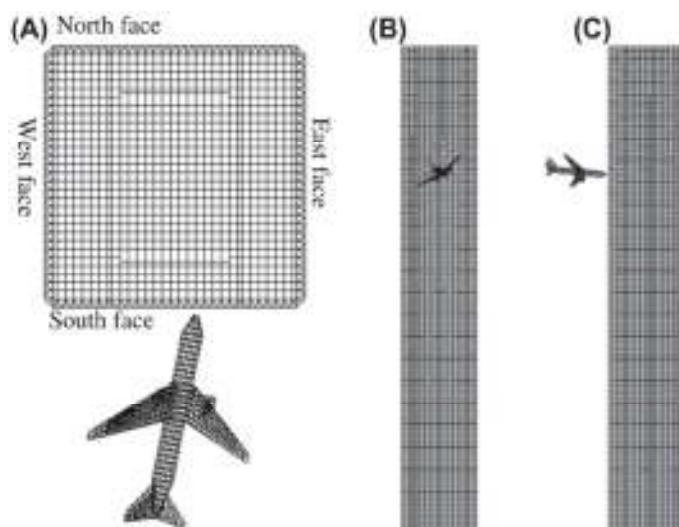 (A) North face
(B)
(C)
West face
East face
South face